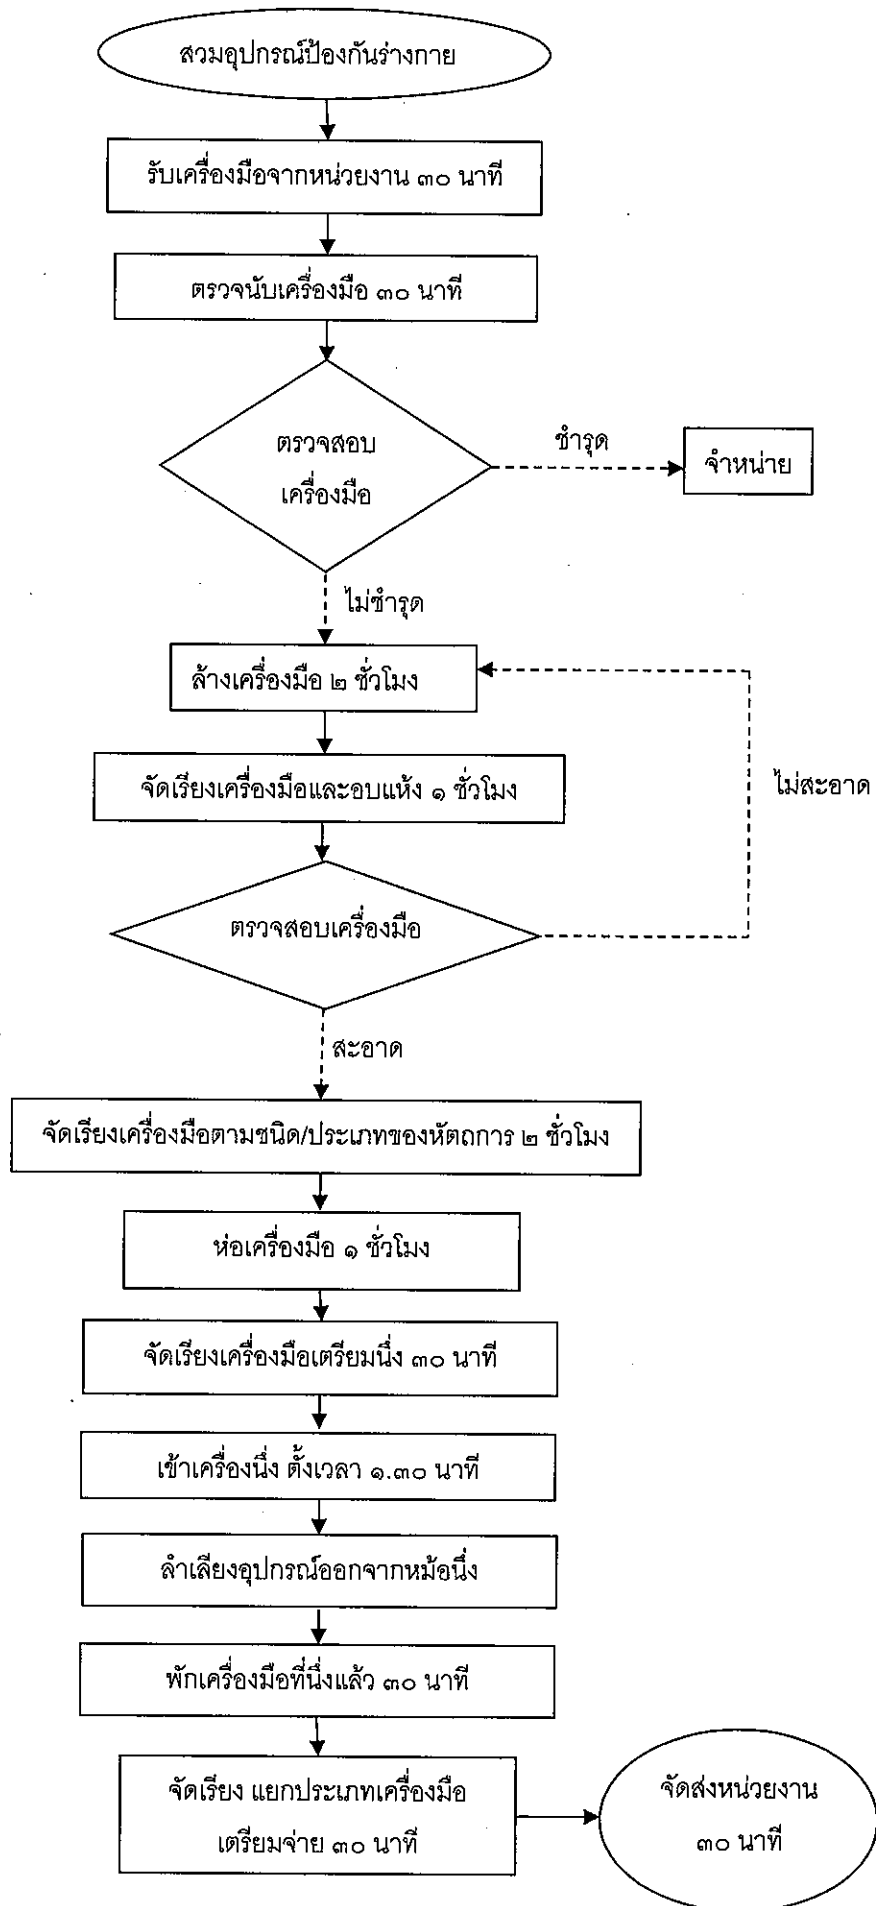 สวมอุปกรณ์ป้องกันร่างกาย
รับเครื่องมือจากหน่วยงาน ๓๐ นาที
ตรวจนับเครื่องมือ ๓๐ นาที
ตรวจสอบ
เครื่องมือ
ชำรุด
จำหน่าย
ไม่ชำรุด
ล้างเครื่องมือ ๒ ชั่วโมง
จัดเรียงเครื่องมือและอบแห้ง ๑ ชั่วโมง
ไม่สะอาด
ตรวจสอบเครื่องมือ
สะอาด
จัดเรียงเครื่องมือตามชนิด/ประเภทของหัตถการ ๒ ชั่วโมง
ห่อเครื่องมือ ๑ ชั่วโมง
จัดเรียงเครื่องมือเตรียมนึ่ง ๓๐ นาที
เข้าเครื่องนึ่ง ตั้งเวลา ๑.๓๐ นาที
ลำเลียงอุปกรณ์ออกจากหม้อนึ่ง
พักเครื่องมือที่นึ่งแล้ว ๓๐ นาที
จัดเรียง แยกประเภทเครื่องมือ
เตรียมจ่าย ๓๐ นาที
จัดส่งหน่วยงาน
๓๐ นาที